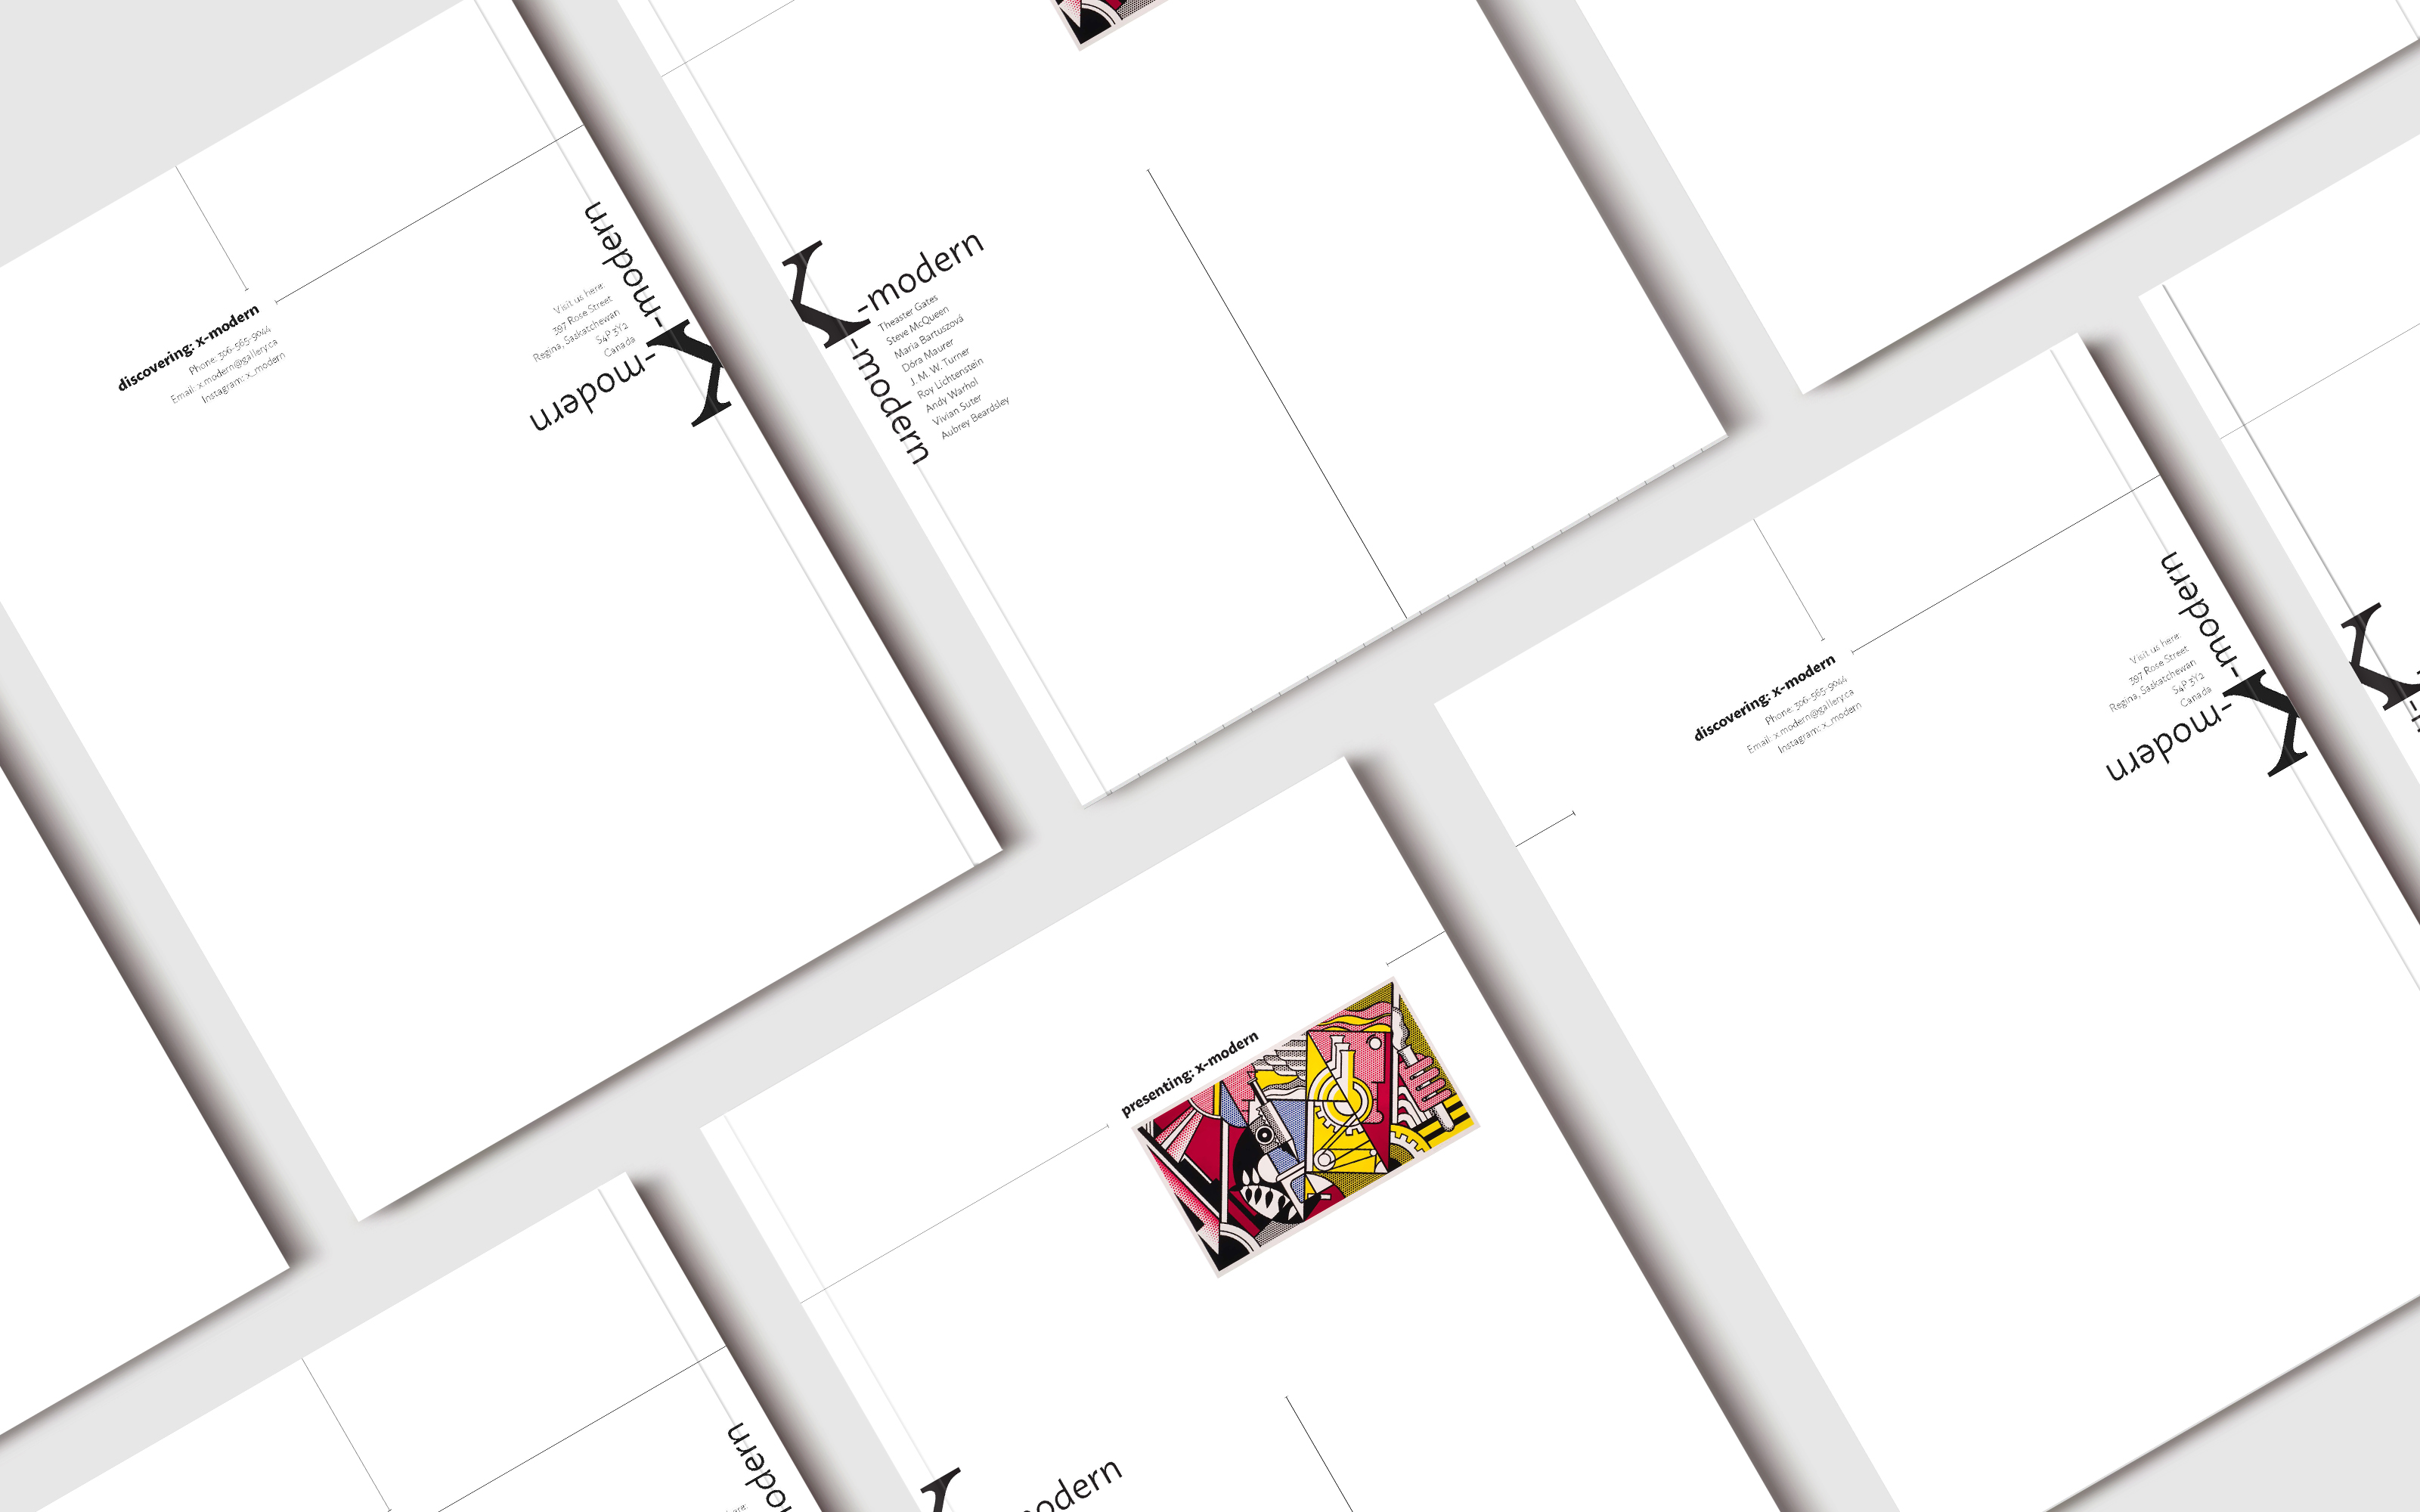 discovering: x-modern
Phone: 306-565-9044
Email: x.modern@gallery.ca
Instagram: x_modern
Visit us here:
397 Rose Street
Regina, Saskatchewan
S4P 3Y2
Canada
X-modern
-modern
X-modern
-modern
Theaster Gates
Steve McQueen
Maria Bartuszová
Dóra Maurer
J. M. W. Turner
Roy Lichtenstein
Andy Warhol
Vivian Suter
Aubrey Beardsley
discovering: x-modern
Phone: 306-565-9044
Email: x.modern@gallery.ca
Instagram: x_modern
Visit us here:
397 Rose Street
Regina, Saskatchewan
S4P 3Y2
Canada
X-modern
-modern
X
presenting: x-modern